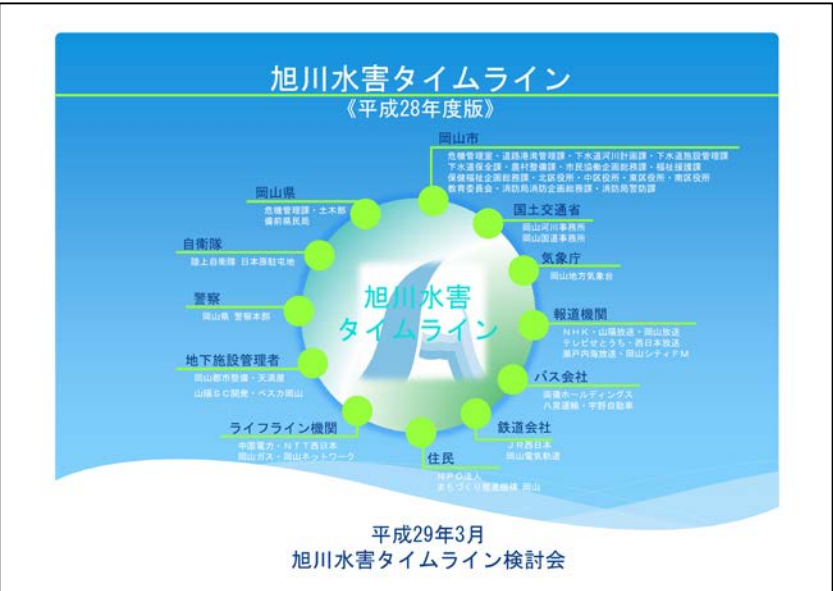 旭川水害タイムライン
《平成28年度版》
岡山市
危機管理室・道路港湾管理課・下水道河川計画課・下水道施設管理課
下水道保全課・農村整備課・市民協働企画総務課・福祉援護課
保健福祉企画総務課・北区役所・中区役所・東区役所・南区役所
教育委員会・消防局消防企画総務課・消防局警防課
国土交通省
岡山河川事務所
岡山国道事務所
気象庁
岡山地方気象台
報道機関
NHK・山陽放送・岡山放送
テレビせとうち・西日本放送
瀬戸内海放送・岡山シティFM
バス会社
両備ホールディングス
八晃運輸・宇野自動車
鉄道会社
JR西日本
岡山電気軌道
住民
NPO法人
まちづくり推進機構 岡山
ライフライン機関
中国電力・NTT西日本
岡山ガス・岡山ネットワーク
地下施設管理者
岡山都市整備・天満屋
山陽SC開発・ペスカ岡山
警察
岡山県 警察本部
自衛隊
陸上自衛隊 日本原駐屯地
岡山県
危機管理課・土木部
備前県民局
旭川水害
タイムライン
平成29年3月
旭川水害タイムライン検討会